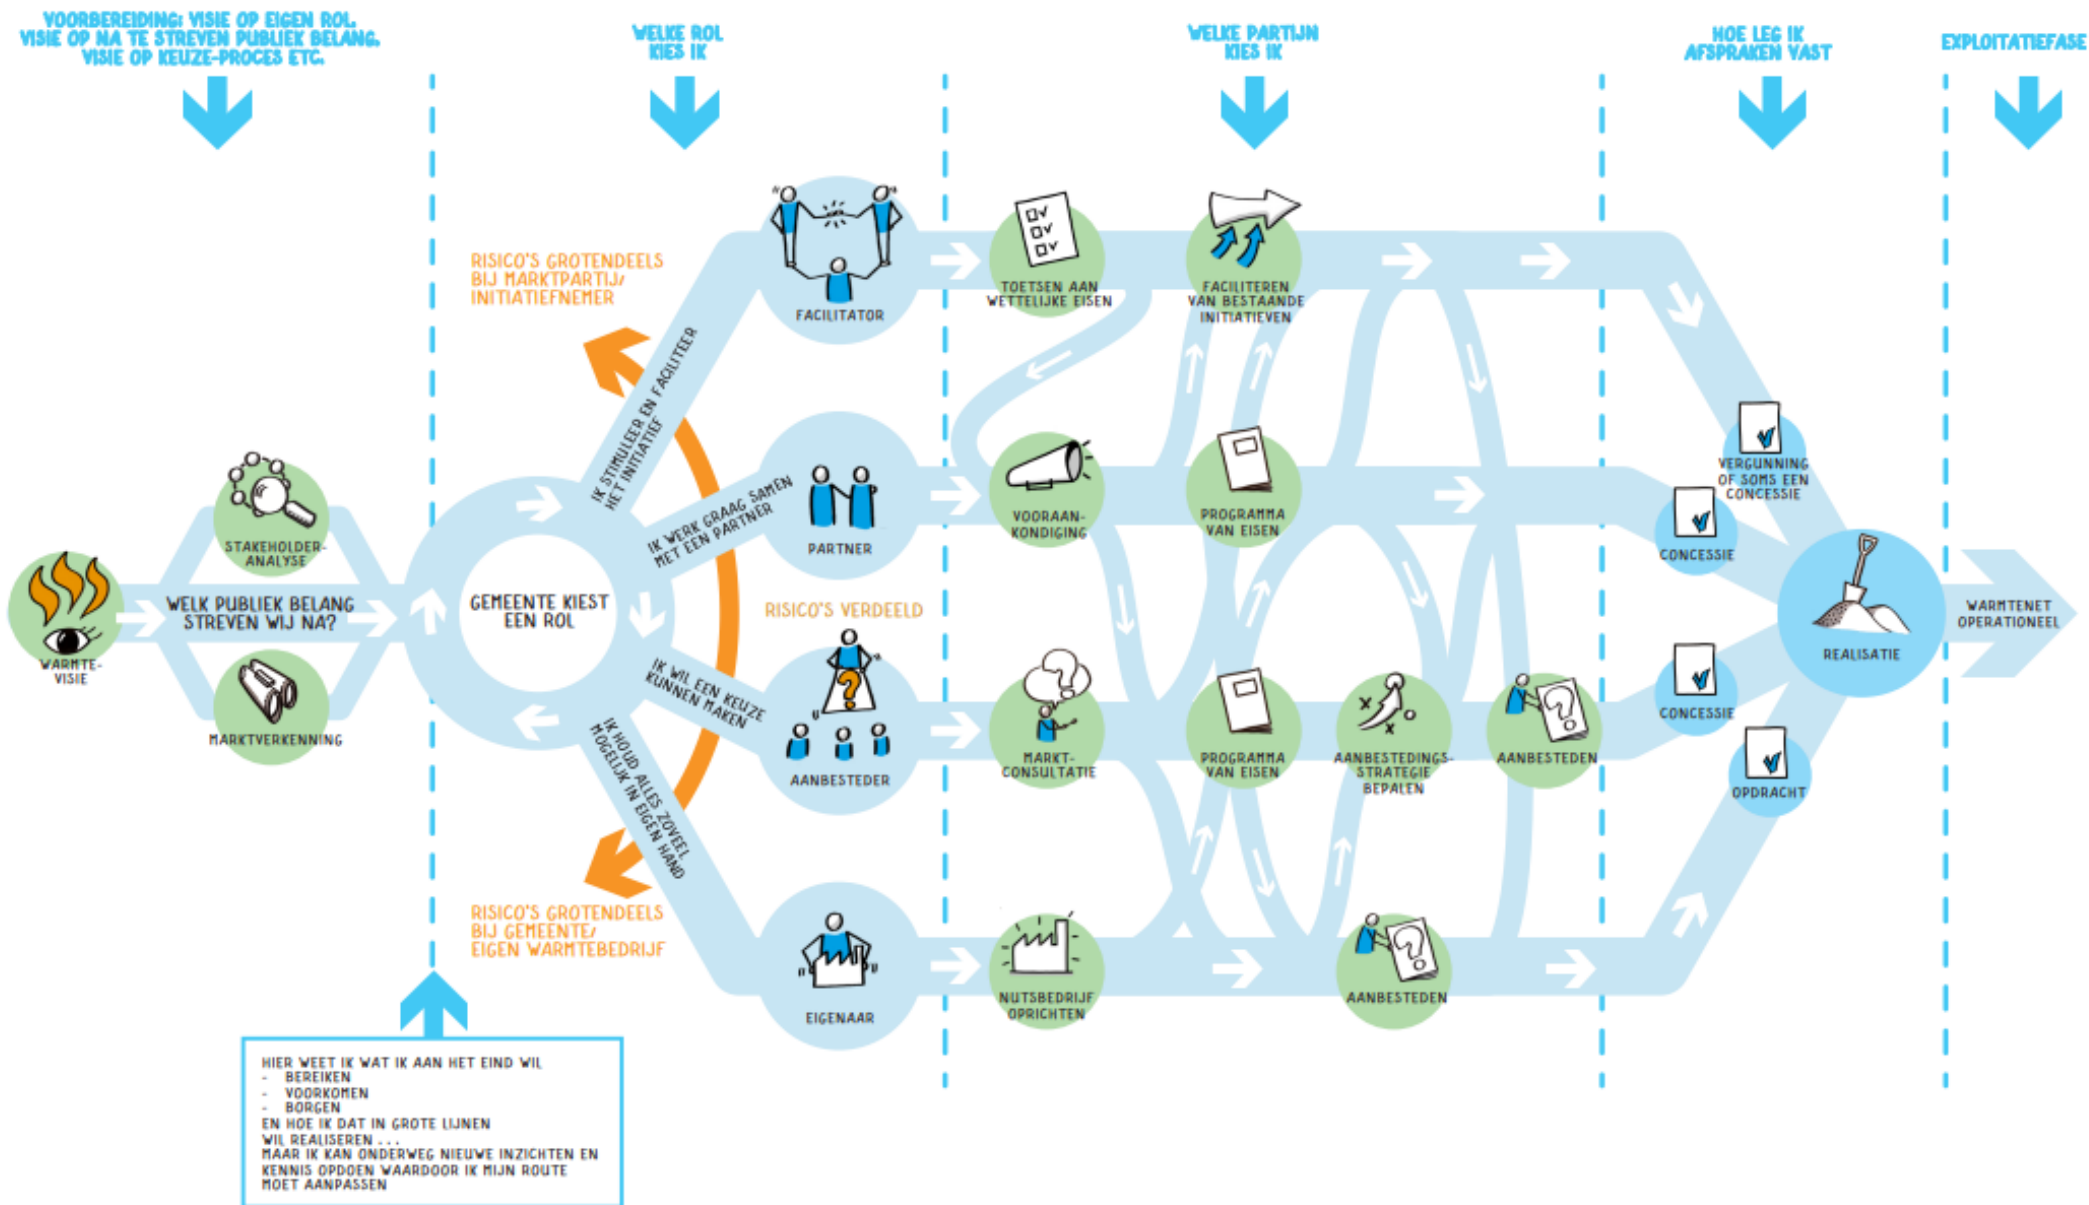 VOORBEREIDING: VISIE OP EIGEN ROL.
VISIE OP NA TE STREVEN PUBLIEK BELANG.
VISIE OP KEUZE-PROCES ETC.
WELKE ROL
KIES IK
WELKE PARTIJN
KIES IK
HOE LEG IK
AFSPRAKEN VAST
EXPLOITATIEFASE
WARMTE-
VISIE
STAKEHOLDER-
ANALYSE
WELK PUBLIEK BELANG
STREVEN WIJ NA?
MARKTVERKENNING
GEMEENTE KIEST
EEN ROL
RISICO'S GROTENDEELS
BIJ MARKTPARTIJ/
INITIATIEFNEMER
IK STIMULEER EN FACILITEER
HET INITIATIEF
IK WERK GRAAG SAMEN
MET EEN PARTNER
RISICO'S VERDEELD
IK WIL EEN KEUZE
KUNNEN MAKEN
IK HOUD ALLES ZOVEEL
MOGELIJK IN EIGEN HAND
RISICO'S GROTENDEELS
BIJ GEMEENTE/
EIGEN WARMTEBEDRIJF
FACILITATOR
TOETSEN AAN
WETTELIJKE EISEN
FACILITEREN
VAN BESTAANDE
INITIATIEVEN
PARTNER
VOORAAN-
KONDIGING
PROGRAMMA
VAN EISEN
AANBESTEDER
MARKT-
CONSULTATIE
PROGRAMMA
VAN EISEN
AANBESTEDINGS-
STRATEGIE
BEPALEN
AANBESTEDEN
EIGENAAR
NUTSBEDRIJF
OPRICHTEN
AANBESTEDEN
VERGUNNING
OF SOMS EEN
CONCESSIE
CONCESSIE
CONCESSIE
OPDRACHT
REALISATIE
WARMTENET
OPERATIONEEL
HIER WEET IK WAT IK AAN HET EIND WIL
- BEREIKEN
- VOORKOMEN
- BORGEN
EN HOE IK DAT IN GROTE LIJNEN
WIL REALISEREN ...
MAAR IK KAN ONDERWEG NIEUWE INZICHTEN EN
KENNIS OPDOEN WAARDOOR IK MIJN ROUTE
MOET AANPASSEN